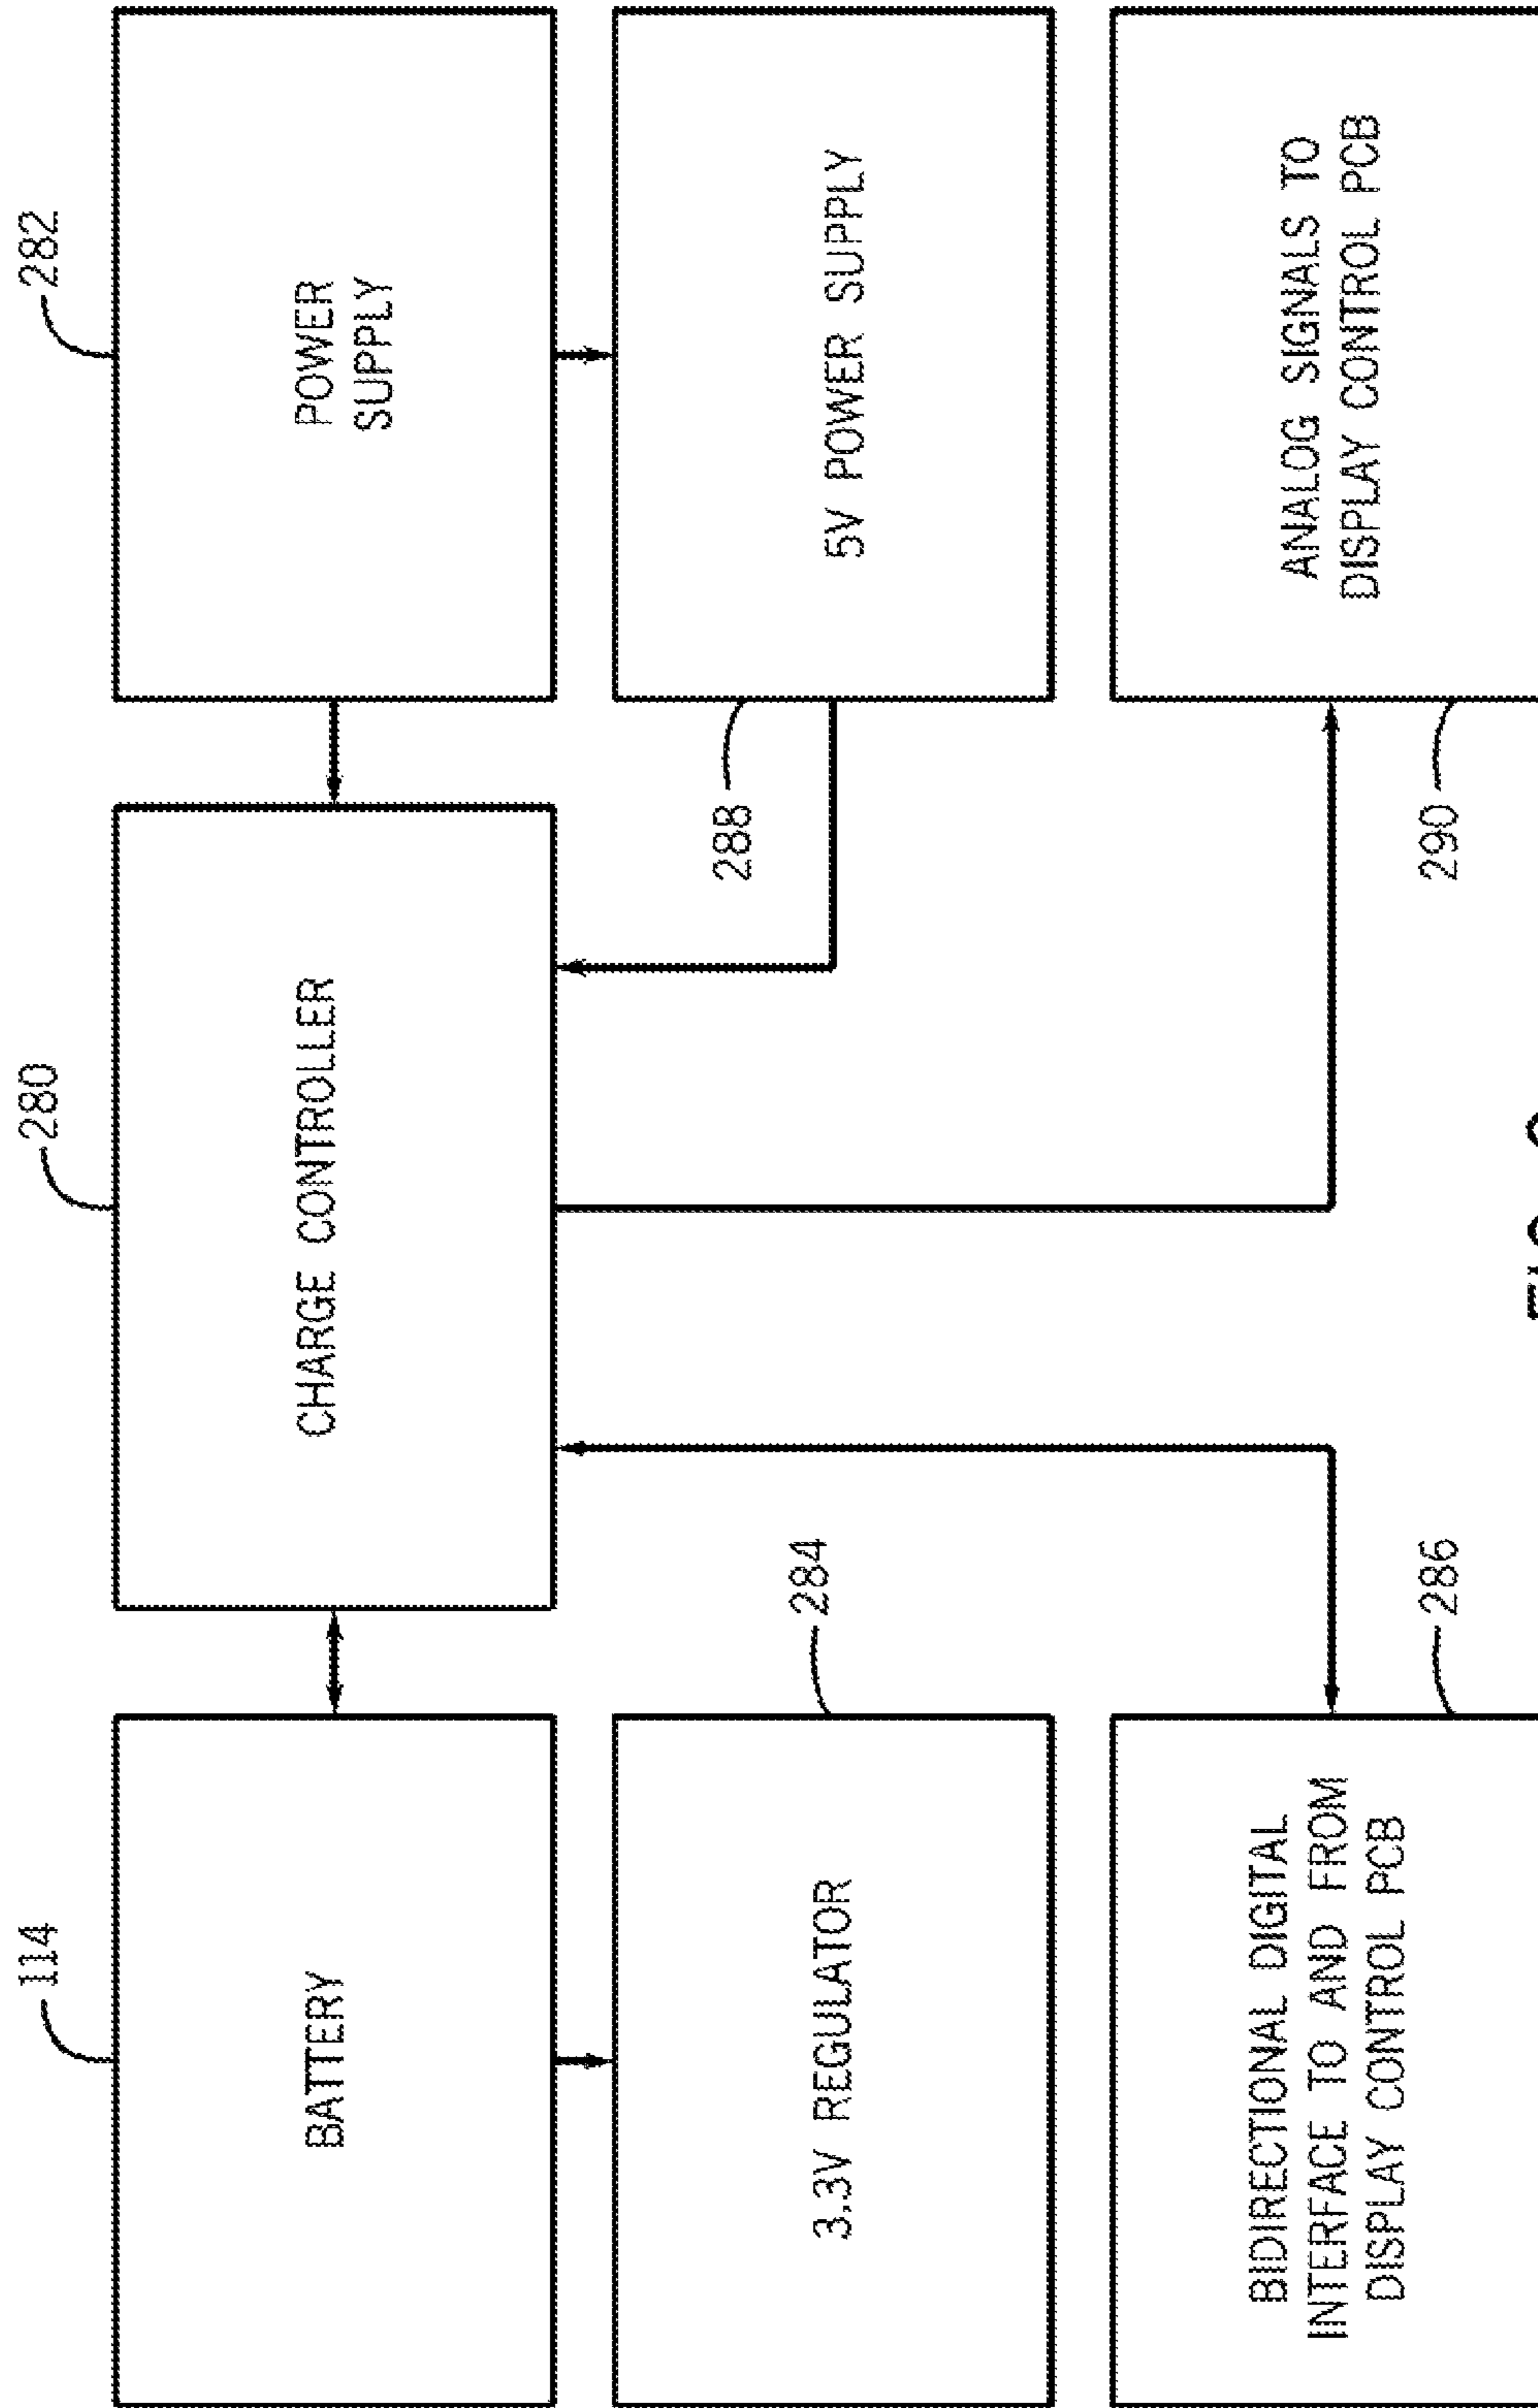 114
280
282
BATTERY
CHARGE CONTROLLER
POWER
SUPPLY
3.3V REGULATOR
284
288
5V POWER SUPPLY
BIDIRECTIONAL DIGITAL
INTERFACE TO AND FROM
DISPLAY CONTROL PCB
286
290
ANALOG SIGNALS TO
DISPLAY CONTROL PCB